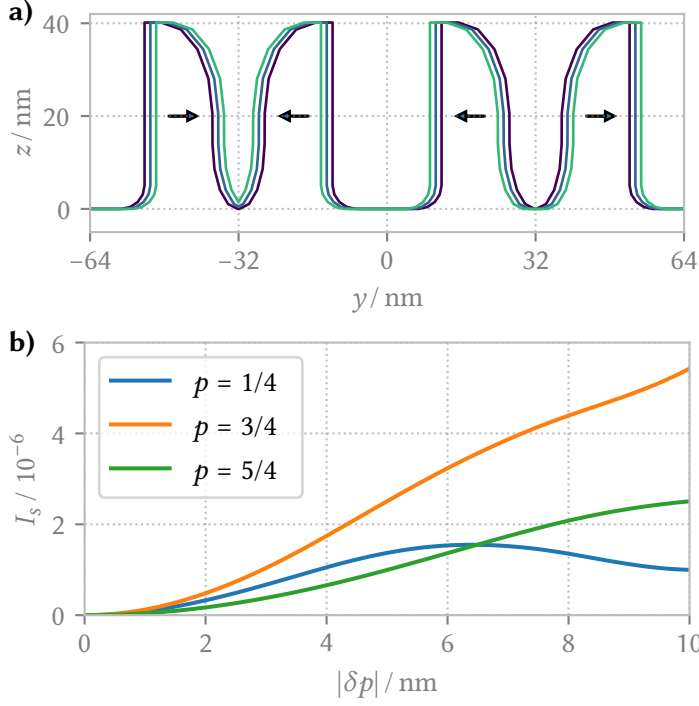 a)
40
20
0
z / nm
−64
−32
0
32
64
y / nm
b)
6
4
2
0
I_s / 10^{−6}
p = 1/4
p = 3/4
p = 5/4
0
2
4
6
8
10
|δp| / nm